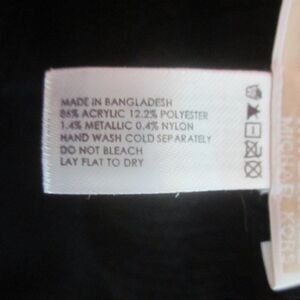 MADE IN BANGLADESH
86% ACRYLIC 12.2% POLYESTER
1.4% METALLIC 0.4% NYLON
HAND WASH COLD SEPARATELY
DO NOT BLEACH
LAY FLAT TO DRY
MICHAEL KORS